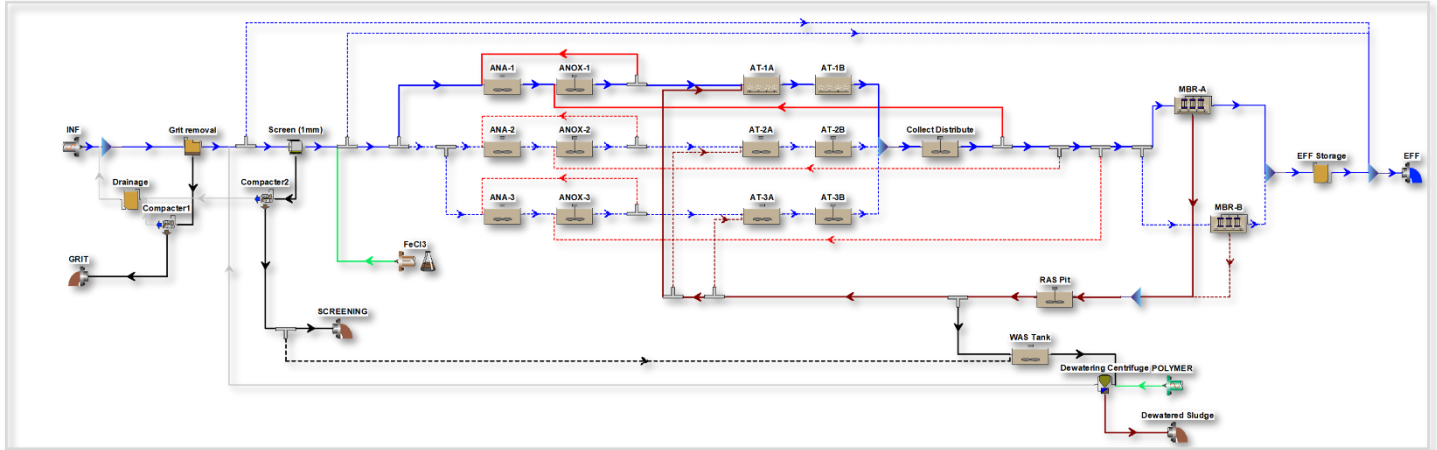 ANA-1
ANOX-1
AT-1A
AT-1B
MBR-A
INF
Grit removal
Screen (1mm)
ANA-2
ANOX-2
AT-2A
AT-2B
Collect Distribute
EFF Storage
EFF
Drainage
Compacter2
Compacter1
ANA-3
ANOX-3
AT-3A
AT-3B
MBR-B
GRIT
FeCl3
RAS Pit
SCREENING
WAS Tank
Dewatering Centrifuge
POLYMER
Dewatered Sludge